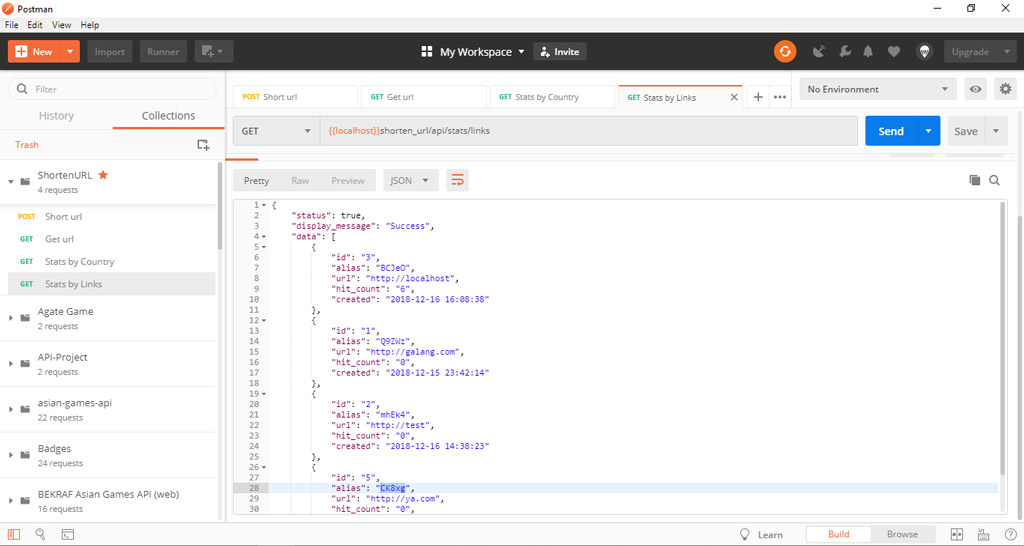 Postman
File Edit View Help
New Import Runner My Workspace Invite Upgrade
Filter
History Collections
Trash
ShortenURL
4 requests
POST Short url
GET Get url
GET Stats by Country
GET Stats by Links
Agate Game
2 requests
API-Project
2 requests
asian-games-api
22 requests
Badges
24 requests
BEKRAF Asian Games API (web)
16 requests
POST Short url GET Get url GET Stats by Country GET Stats by Links
No Environment
GET {{localhost}}shorten_url/api/stats/links Send Save
Pretty Raw Preview JSON
1 {
2 "status": true,
3 "display_message": "Success",
4 "data": [
5 {
6 "id": "3",
7 "alias": "BCJeO",
8 "url": "http://localhost",
9 "hit_count": "6",
10 "created": "2018-12-16 16:08:38"
11 },
12 {
13 "id": "1",
14 "alias": "Q9ZWz",
15 "url": "http://galang.com",
16 "hit_count": "0",
17 "created": "2018-12-15 23:42:14"
18 },
19 {
20 "id": "2",
21 "alias": "mhEk4",
22 "url": "http://test",
23 "hit_count": "0",
24 "created": "2018-12-16 14:38:23"
25 },
26 {
27 "id": "5",
28 "alias": "CK8xg",
29 "url": "http://ya.com",
30 "hit_count": "0",
Learn Build Browse